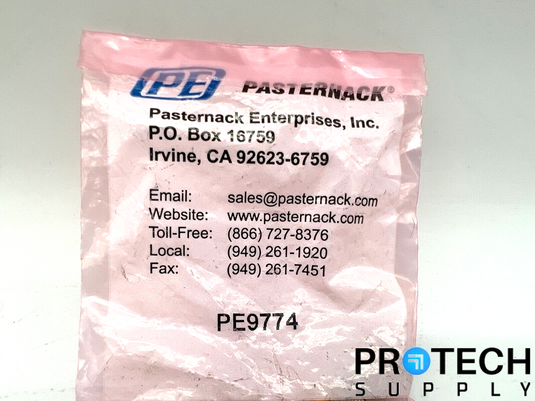 PE PASTERNACK®
Pasternack Enterprises, Inc.
P.O. Box 16759
Irvine, CA 92623-6759
Email: sales@pasternack.com
Website: www.pasternack.com
Toll-Free: (866) 727-8376
Local: (949) 261-1920
Fax: (949) 261-7451
PE9774
PROTECH
SUPPLY